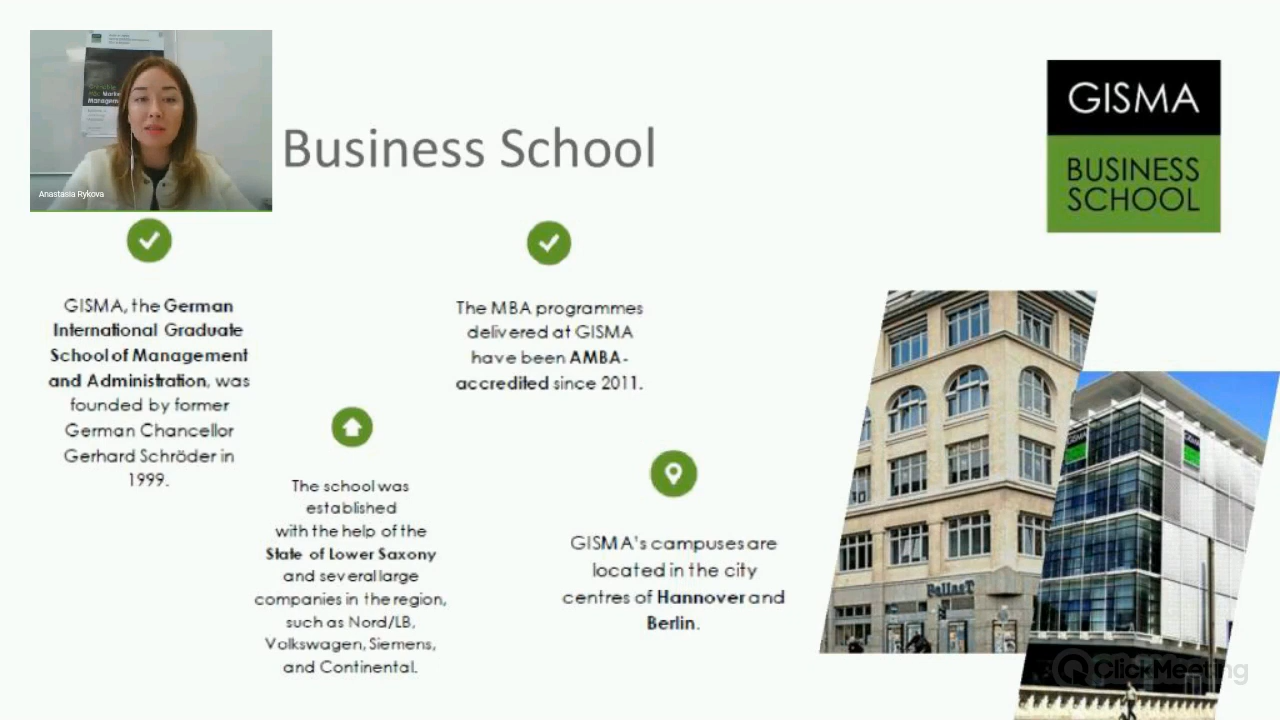 Marke
Managem
Anastasia Rykova
Business School
GISMA
BUSINESS
SCHOOL
GISMA, the German
International Graduate
School of Management
and Administration, was
founded by former
German Chancellor
Gerhard Schröder in
1999.
The school was
established
with the help of the
State of Lower Saxony
and several large
companies in the region,
such as Nord/LB,
Volkswagen, Siemens,
and Continental.
The MBA programmes
delivered at GISMA
have been AMBA-
accredited since 2011.
GISMA's campuses are
located in the city
centres of Hannover and
Berlin.
GISMA
GISMA
ClickMeeting